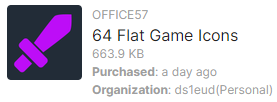 OFFICE57
64 Flat Game Icons
663.9 KB
Purchased: a day ago
Organization: ds1eud(Personal)